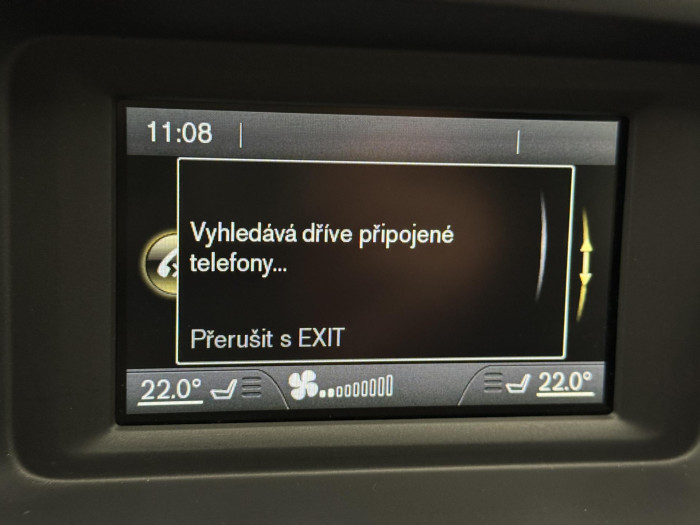 11:08
Vyhledává dříve připojené
telefony...
Přerušit s EXIT
22.0° 22.0°